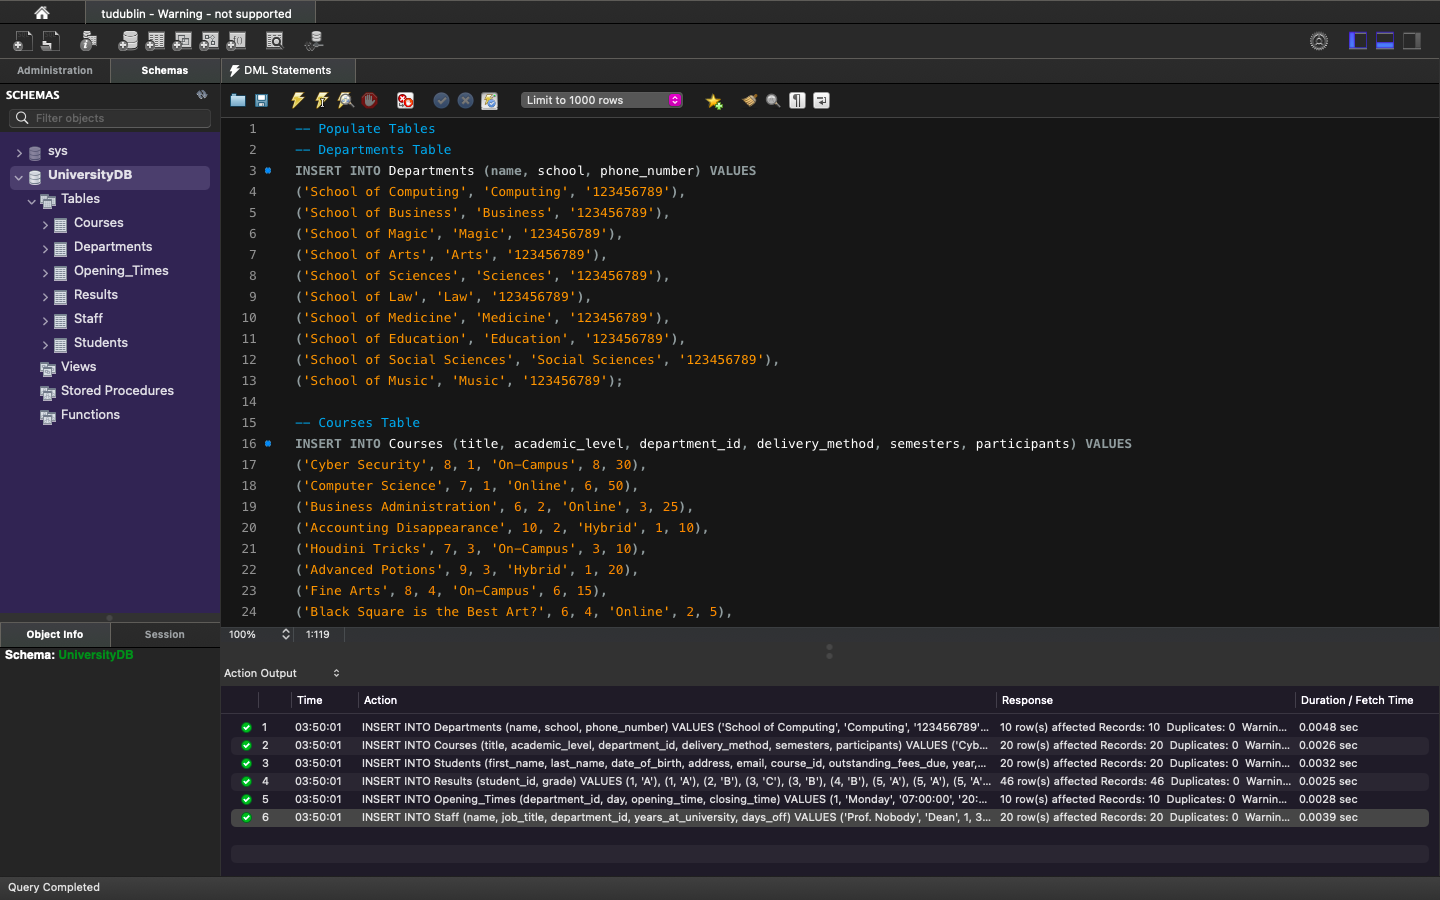 tudublin - Warning - not supported
Administration
Schemas
DML Statements
SCHEMAS
Filter objects
Limit to 1000 rows
sys
UniversityDB
Tables
Courses
Departments
Opening_Times
Results
Staff
Students
Views
Stored Procedures
Functions
1 -- Populate Tables
2 -- Departments Table
3 INSERT INTO Departments (name, school, phone_number) VALUES
4 ('School of Computing', 'Computing', '123456789'),
5 ('School of Business', 'Business', '123456789'),
6 ('School of Magic', 'Magic', '123456789'),
7 ('School of Arts', 'Arts', '123456789'),
8 ('School of Sciences', 'Sciences', '123456789'),
9 ('School of Law', 'Law', '123456789'),
10 ('School of Medicine', 'Medicine', '123456789'),
11 ('School of Education', 'Education', '123456789'),
12 ('School of Social Sciences', 'Social Sciences', '123456789'),
13 ('School of Music', 'Music', '123456789');
14
15 -- Courses Table
16 INSERT INTO Courses (title, academic_level, department_id, delivery_method, semesters, participants) VALUES
17 ('Cyber Security', 8, 1, 'On-Campus', 8, 30),
18 ('Computer Science', 7, 1, 'Online', 6, 50),
19 ('Business Administration', 6, 2, 'Online', 3, 25),
20 ('Accounting Disappearance', 10, 2, 'Hybrid', 1, 10),
21 ('Houdini Tricks', 7, 3, 'On-Campus', 3, 10),
22 ('Advanced Potions', 9, 3, 'Hybrid', 1, 20),
23 ('Fine Arts', 8, 4, 'On-Campus', 6, 15),
24 ('Black Square is the Best Art?', 6, 4, 'Online', 2, 5),
100%
1:119
Object Info
Session
Schema: UniversityDB
Action Output
Time Action Response Duration / Fetch Time
1 03:50:01 INSERT INTO Departments (name, school, phone_number) VALUES ('School of Computing', 'Computing', '123456789'... 10 row(s) affected Records: 10 Duplicates: 0 Warnin... 0.0048 sec
2 03:50:01 INSERT INTO Courses (title, academic_level, department_id, delivery_method, semesters, participants) VALUES ('Cyb... 20 row(s) affected Records: 20 Duplicates: 0 Warnin... 0.0026 sec
3 03:50:01 INSERT INTO Students (first_name, last_name, date_of_birth, address, email, course_id, outstanding_fees_due, year,... 20 row(s) affected Records: 20 Duplicates: 0 Warnin... 0.0032 sec
4 03:50:01 INSERT INTO Results (student_id, grade) VALUES (1, 'A'), (1, 'A'), (2, 'B'), (3, 'C'), (3, 'B'), (4, 'B'), (5, 'A'), (5, 'A'), (5, 'A'... 46 row(s) affected Records: 46 Duplicates: 0 Warnin... 0.0025 sec
5 03:50:01 INSERT INTO Opening_Times (department_id, day, opening_time, closing_time) VALUES (1, 'Monday', '07:00:00', '20:... 10 row(s) affected Records: 10 Duplicates: 0 Warnin... 0.0028 sec
6 03:50:01 INSERT INTO Staff (name, job_title, department_id, years_at_university, days_off) VALUES ('Prof. Nobody', 'Dean', 1, 3... 20 row(s) affected Records: 20 Duplicates: 0 Warnin... 0.0039 sec
Query Completed